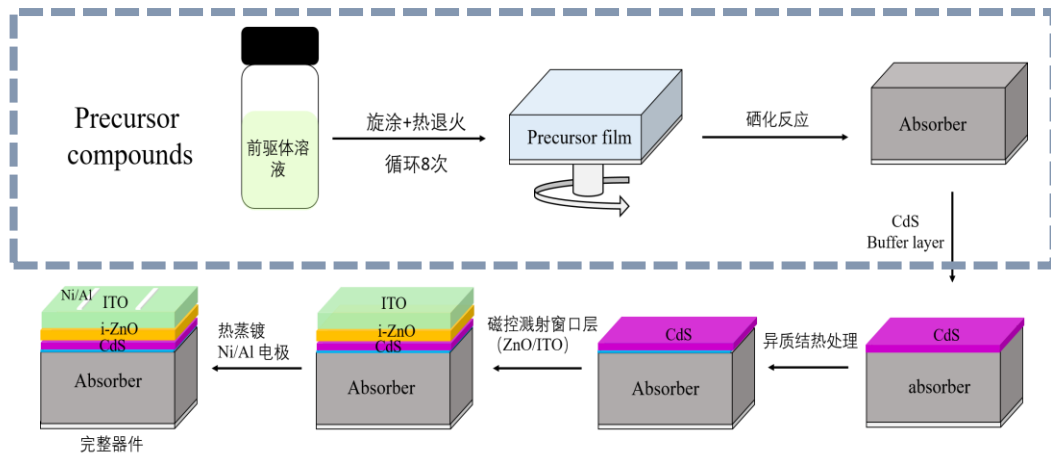 Precursor
compounds
前驱体溶
液
旋涂+热退火
循环8次
Precursor film
硒化反应
Absorber
CdS
Buffer layer
Ni/Al
ITO
i-ZnO
CdS
Absorber
完整器件
热蒸镀
Ni/Al 电极
ITO
i-ZnO
CdS
Absorber
磁控溅射窗口层
（ZnO/ITO）
CdS
Absorber
异质结热处理
CdS
absorber